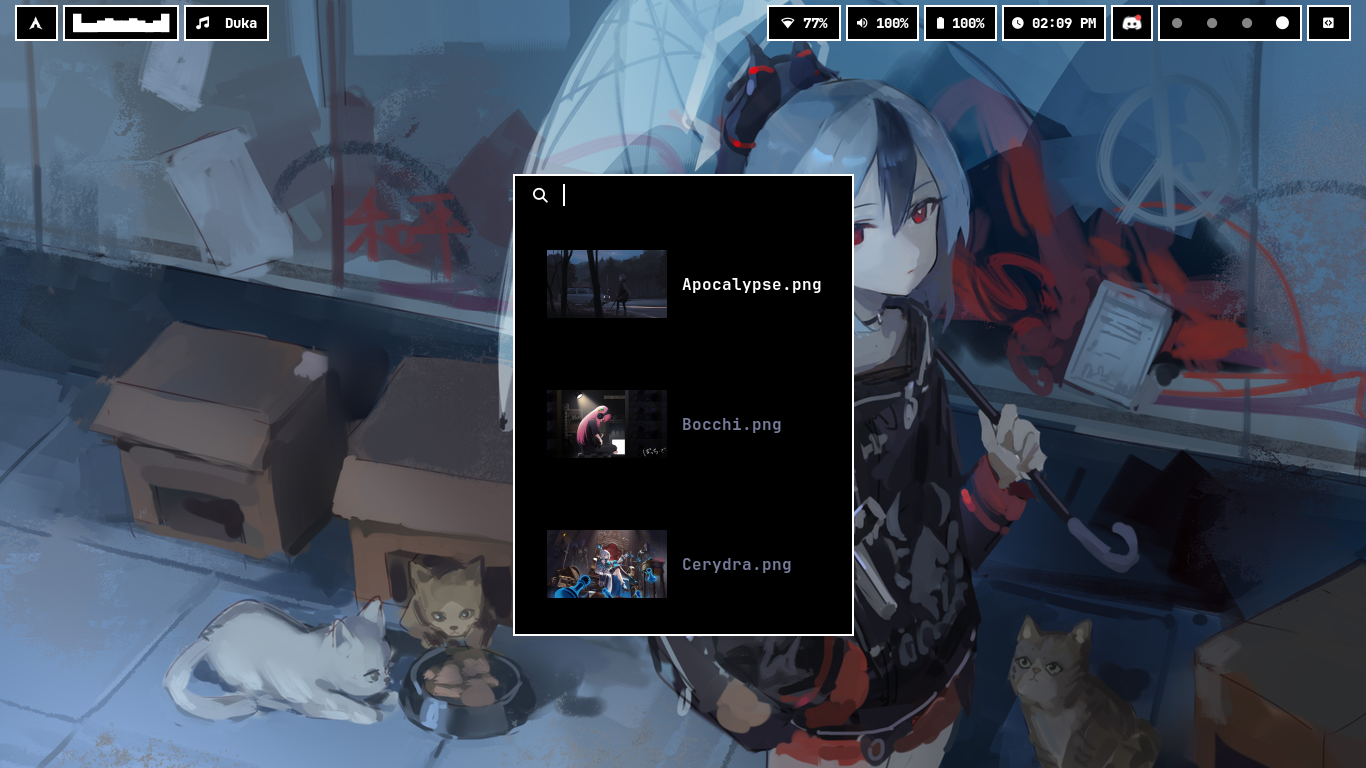 Duka
77%
100%
100%
02:09 PM
和平
Apocalypse.png
Bocchi.png
Cerydra.png